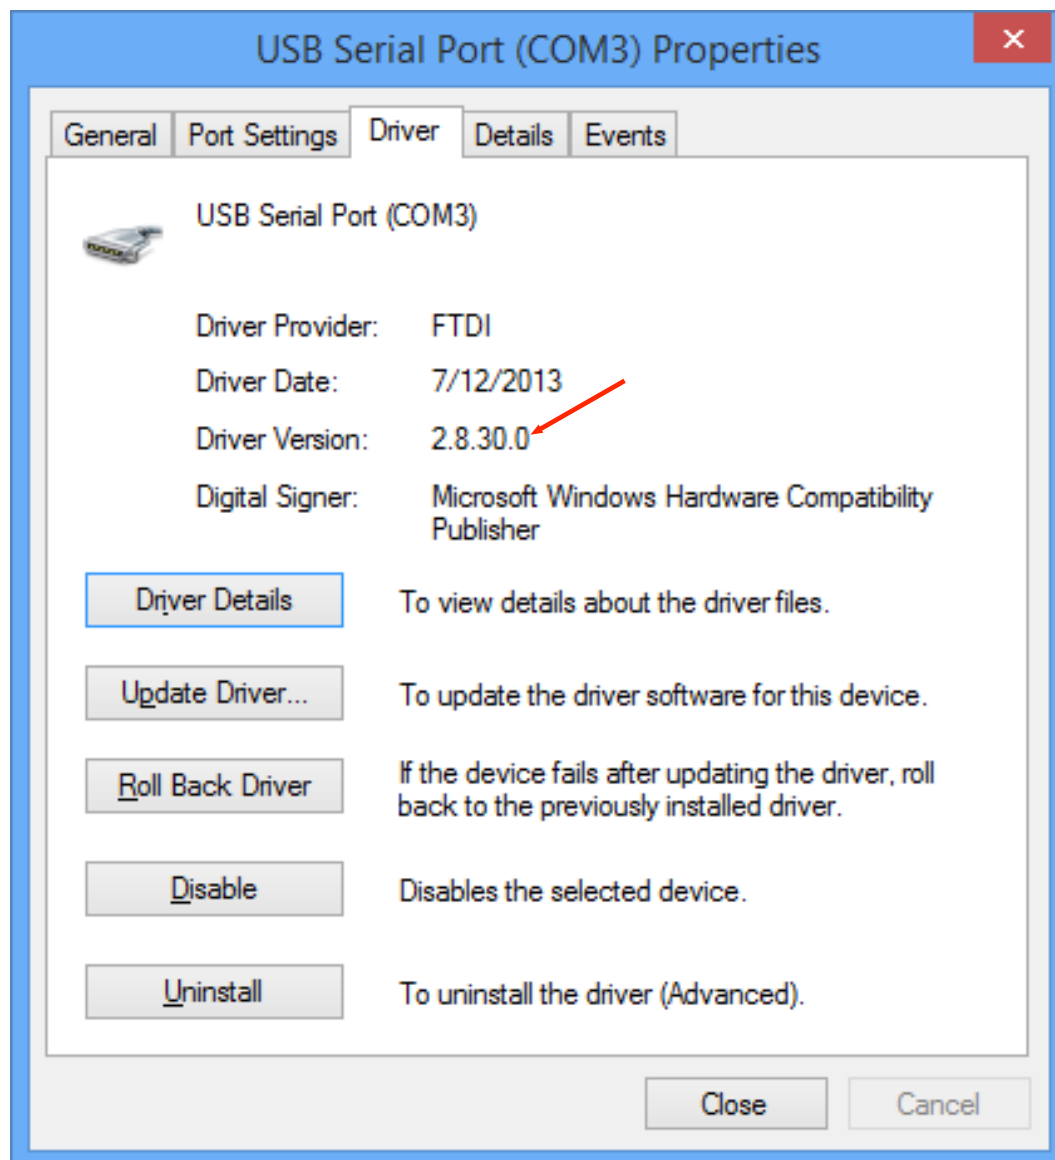 USB Serial Port (COM3) Properties
General Port Settings Driver Details Events
USB Serial Port (COM3)
Driver Provider: FTDI
Driver Date: 7/12/2013
Driver Version: 2.8.30.0
Digital Signer: Microsoft Windows Hardware Compatibility
Publisher
Driver Details To view details about the driver files.
Update Driver... To update the driver software for this device.
Roll Back Driver If the device fails after updating the driver, roll
back to the previously installed driver.
Disable Disables the selected device.
Uninstall To uninstall the driver (Advanced).
Close Cancel